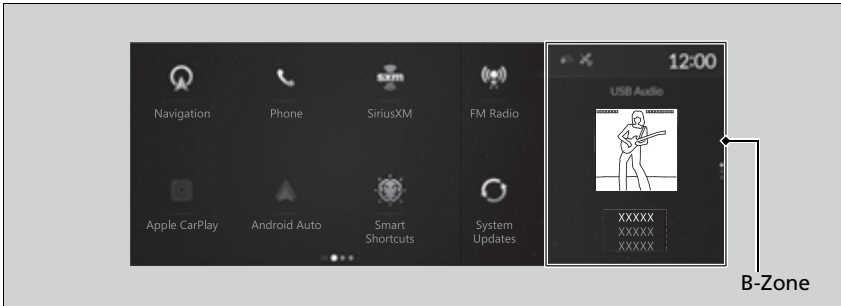 12:00
USB Audio
sxm
Navigation
Phone
SiriusXM
FM Radio
Apple CarPlay
Android Auto
Smart
Shortcuts
System
Updates
XXXXX
XXXXX
XXXXX
B-Zone